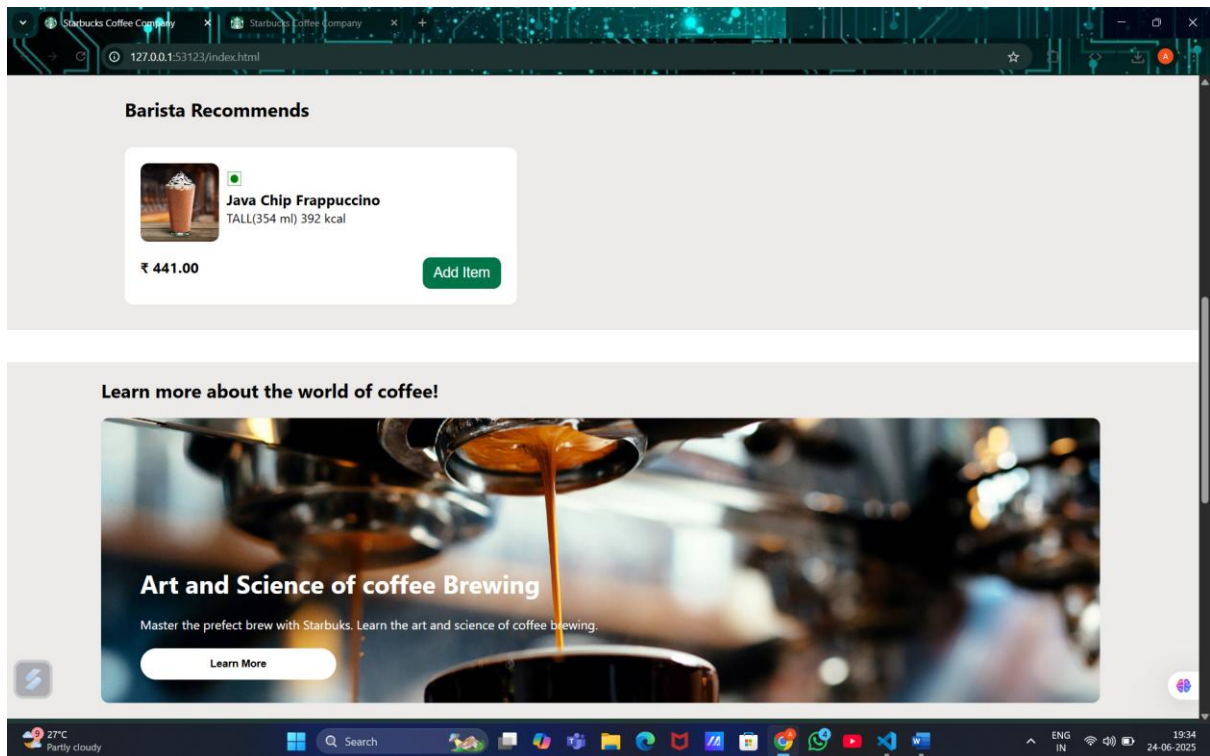 Starbucks Coffee Company
Starbucks Coffee Company
127.0.0.1:53123/index.html
A
Barista Recommends
Java Chip Frappuccino
TALL(354 ml) 392 kcal
₹ 441.00
Add Item
Learn more about the world of coffee!
Art and Science of coffee Brewing
Master the prefect brew with Starbuks. Learn the art and science of coffee brewing.
Learn More
9
27°C
Partly cloudy
Search
ENG
IN
19:34
24-06-2025